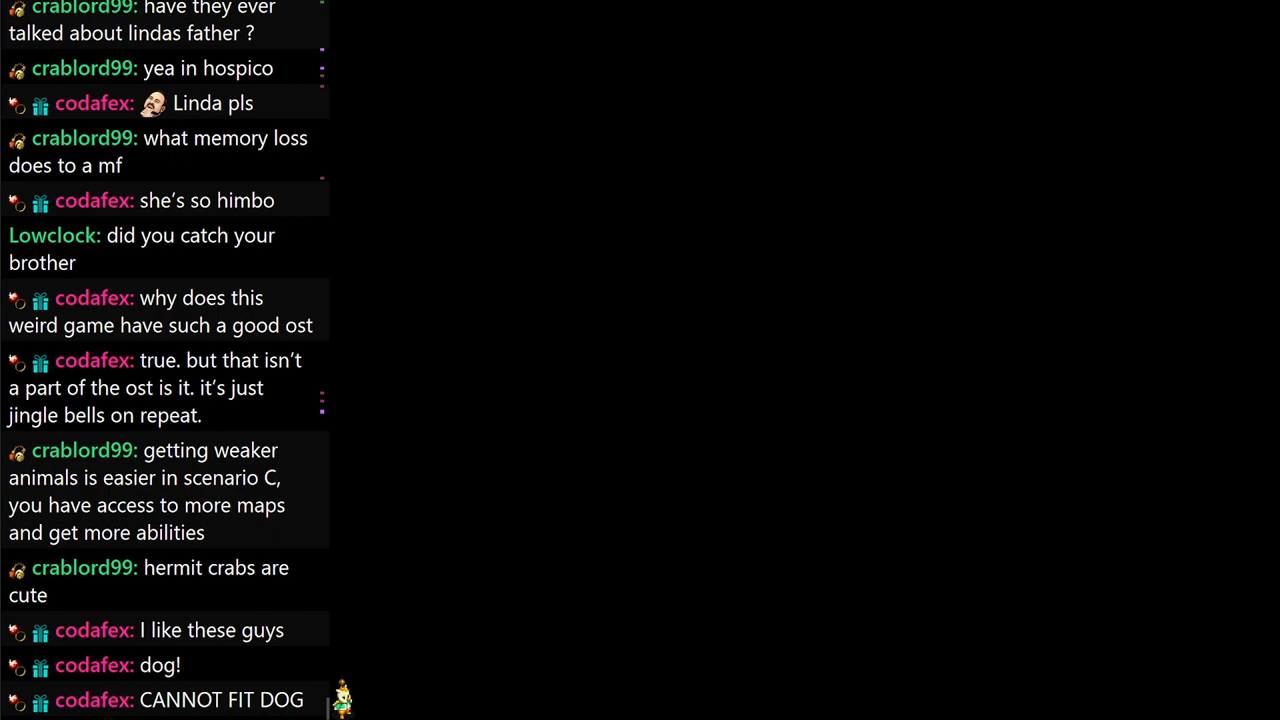 crablord99: have they ever
talked about lindas father ?
crablord99: yea in hospico
codafex: Linda pls
crablord99: what memory loss
does to a mf
codafex: she’s so himbo
Lowclock: did you catch your
brother
codafex: why does this
weird game have such a good ost
codafex: true. but that isn’t
a part of the ost is it. it’s just
jingle bells on repeat.
crablord99: getting weaker
animals is easier in scenario C,
you have access to more maps
and get more abilities
crablord99: hermit crabs are
cute
codafex: I like these guys
codafex: dog!
codafex: CANNOT FIT DOG